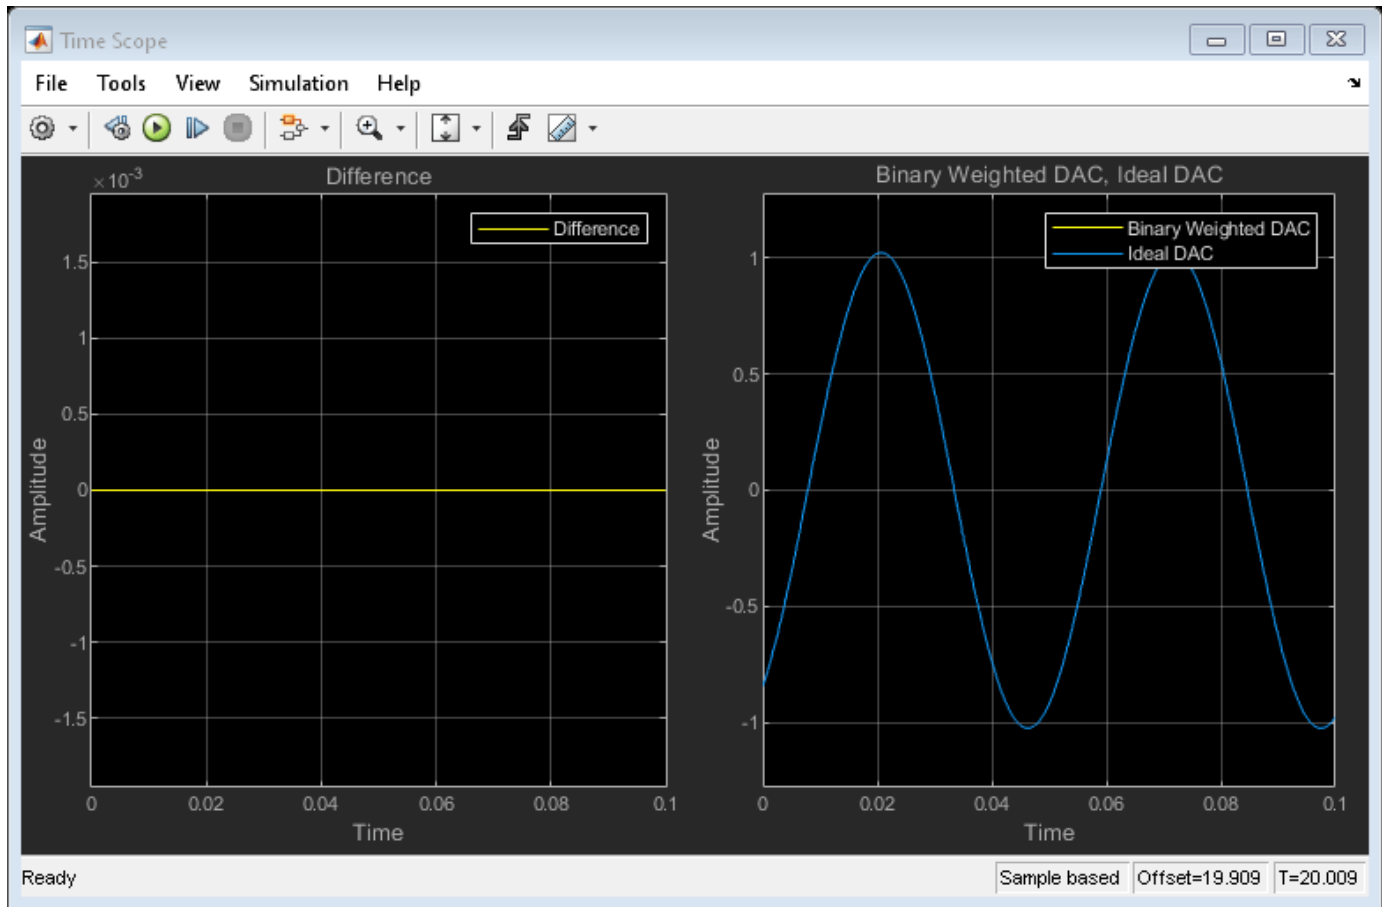 Time Scope
File Tools View Simulation Help
×10-3
Difference
Difference
1.5
1
0.5
0
-0.5
-1
-1.5
Amplitude
0 0.02 0.04 0.06 0.08 0.1
Time
Binary Weighted DAC, Ideal DAC
Binary Weighted DAC
Ideal DAC
1
0.5
0
-0.5
-1
Amplitude
0 0.02 0.04 0.06 0.08 0.1
Time
Ready Sample based Offset=19.909 T=20.009